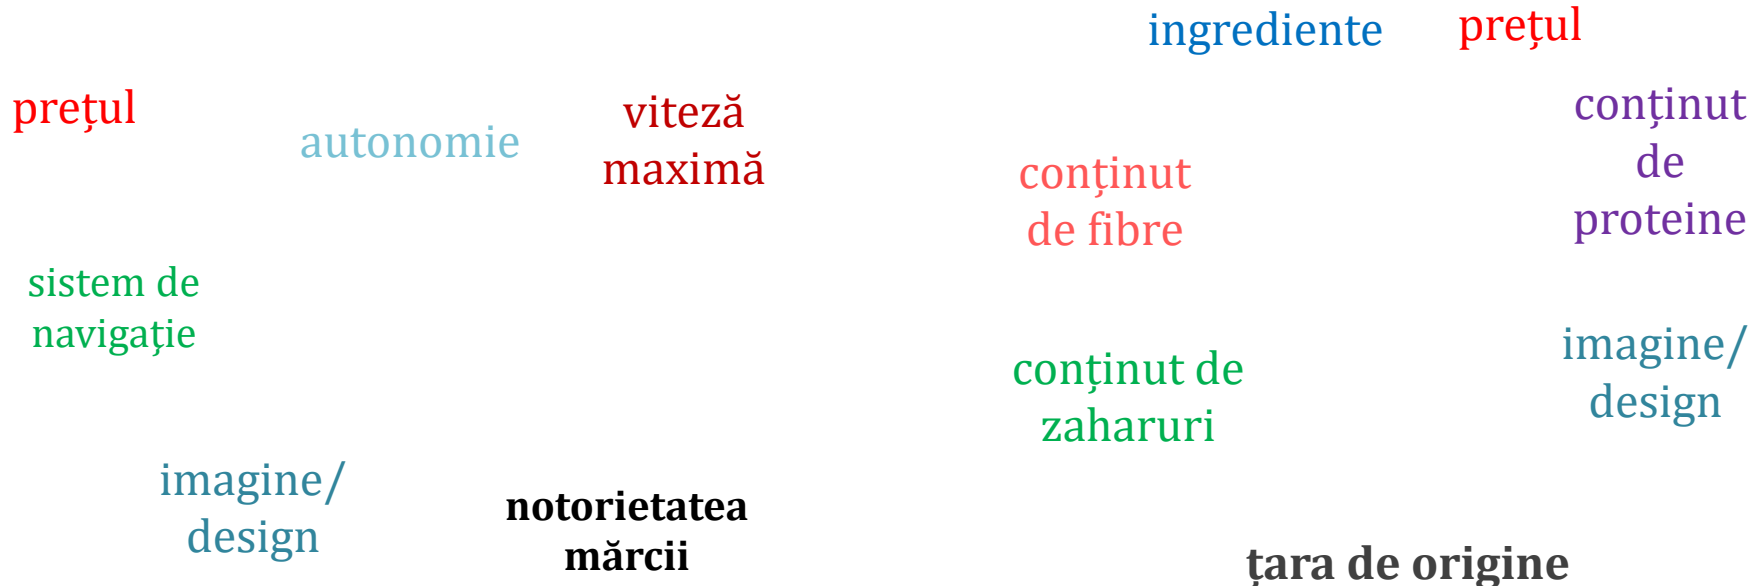 prețul
autonomie
viteză
maximă
sistem de
navigație
imagine/
design
notorietatea
mărcii
ingrediente
prețul
conținut
de fibre
conținut
de
proteine
conținut de
zaharuri
imagine/
design
țara de origine